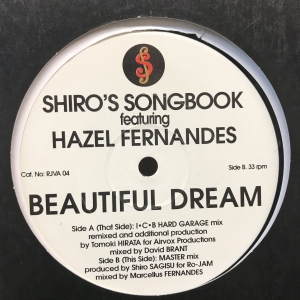 SHIRO'S SONGBOOK
featuring
HAZEL FERNANDES
Cat. No: RJVA 04
Side B. 33 rpm
BEAUTIFUL DREAM
Side A (That Side): I•C•B HARD GARAGE mix
remixed and additional production
by Tomoki HIRATA for Airvox Productions
mixed by David BRANT
Side B (This Side): MASTER mix
produced by Shiro SAGISU for Ro-JAM
mixed by Marcellus FERNANDES